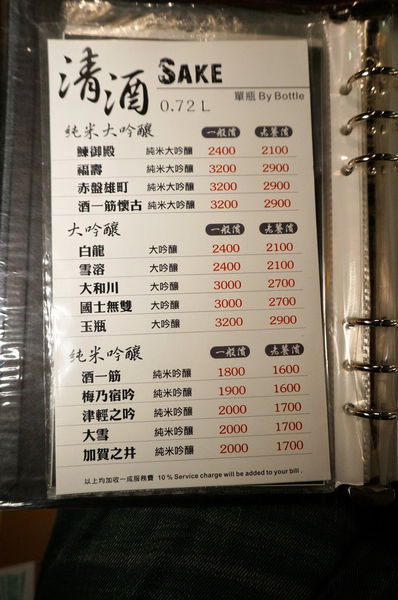 清酒 SAKE
0.72 L 單瓶 By Bottle
純米大吟釀 一般價 老饕價
鰊御殿 純米大吟釀 2400 2100
福壽 純米大吟釀 3200 2900
赤盤雄町 純米大吟釀 3200 2900
酒一筋懷古 純米大吟釀 3200 2900
大吟釀 一般價 老饕價
白龍 大吟釀 2400 2100
雪溶 大吟釀 2400 2100
大和川 大吟釀 3000 2700
國士無雙 大吟釀 3000 2700
玉瓶 大吟釀 3200 2900
純米吟釀 一般價 老饕價
酒一筋 純米吟釀 1800 1600
梅乃宿吟 純米吟釀 1900 1600
津輕之吟 純米吟釀 2000 1700
大雪 純米吟釀 2000 1700
加賀之井 純米吟釀 2000 1700
以上均加收一成服務費 10 % Service charge will be added to your bill .